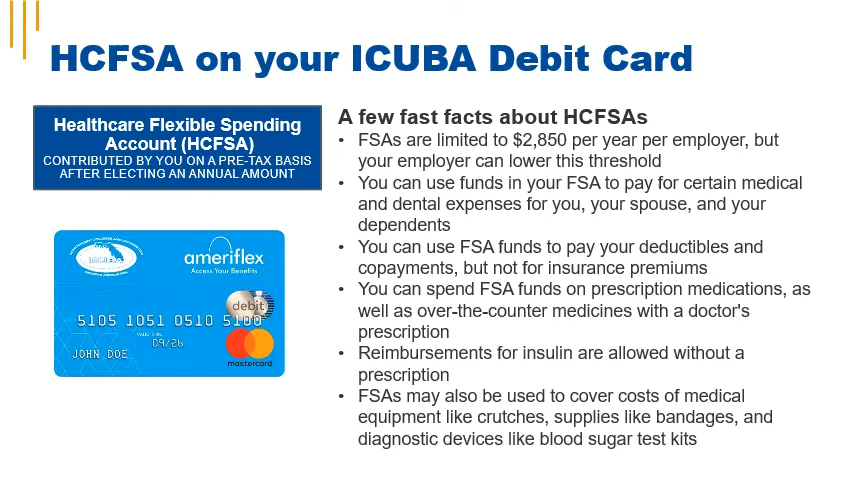 HCFSA on your ICUBA Debit Card
Healthcare Flexible Spending
Account (HCFSA)
CONTRIBUTED BY YOU ON A PRE-TAX BASIS
AFTER ELECTING AN ANNUAL AMOUNT
A few fast facts about HCFSAs
• FSAs are limited to $2,850 per year per employer, but
your employer can lower this threshold
• You can use funds in your FSA to pay for certain medical
and dental expenses for you, your spouse, and your
dependents
• You can use FSA funds to pay your deductibles and
copayments, but not for insurance premiums
• You can spend FSA funds on prescription medications, as
well as over-the-counter medicines with a doctor's
prescription
• Reimbursements for insulin are allowed without a
prescription
• FSAs may also be used to cover costs of medical
equipment like crutches, supplies like bandages, and
diagnostic devices like blood sugar test kits
ICUBA
ameriflex
Access Your Benefits
debit
5105 1051 0510 5100
VALID THRU
09/26
JOHN DOE
mastercard